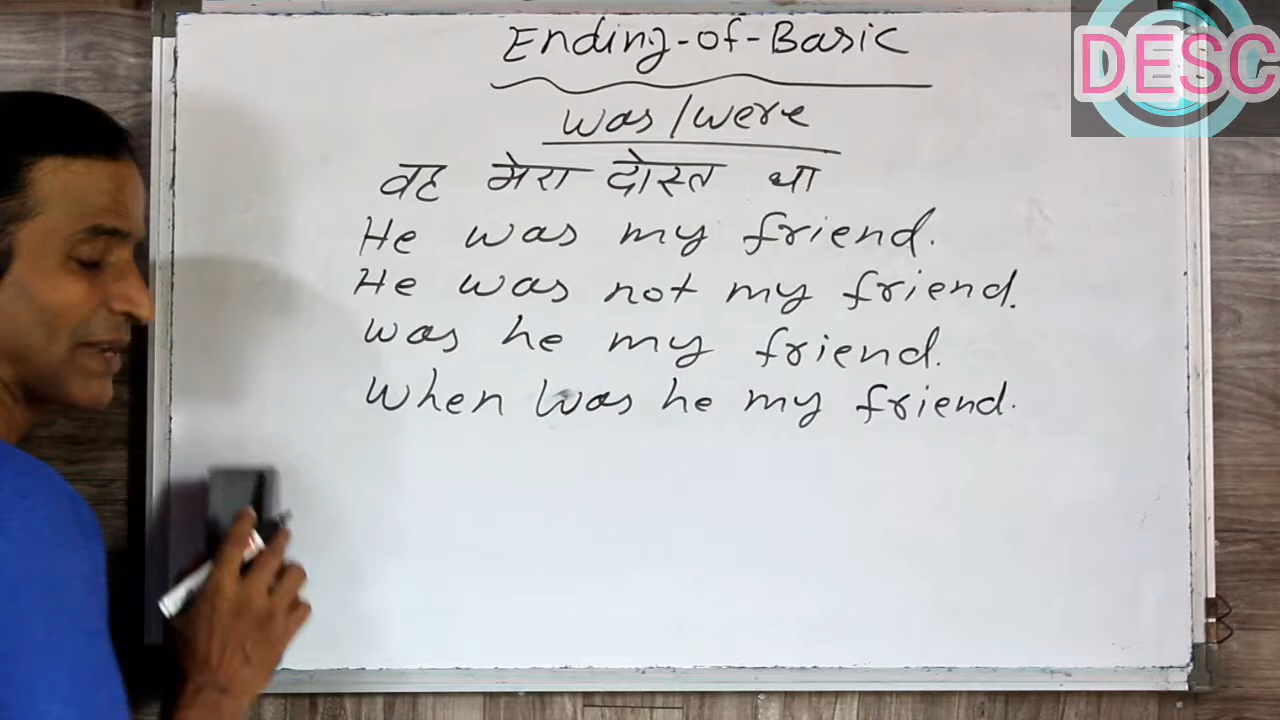 Ending-of-Basic
DESC
was/were
वह मेरा दोस्त था
He was my friend.
He was not my friend.
was he my friend.
When was he my friend.